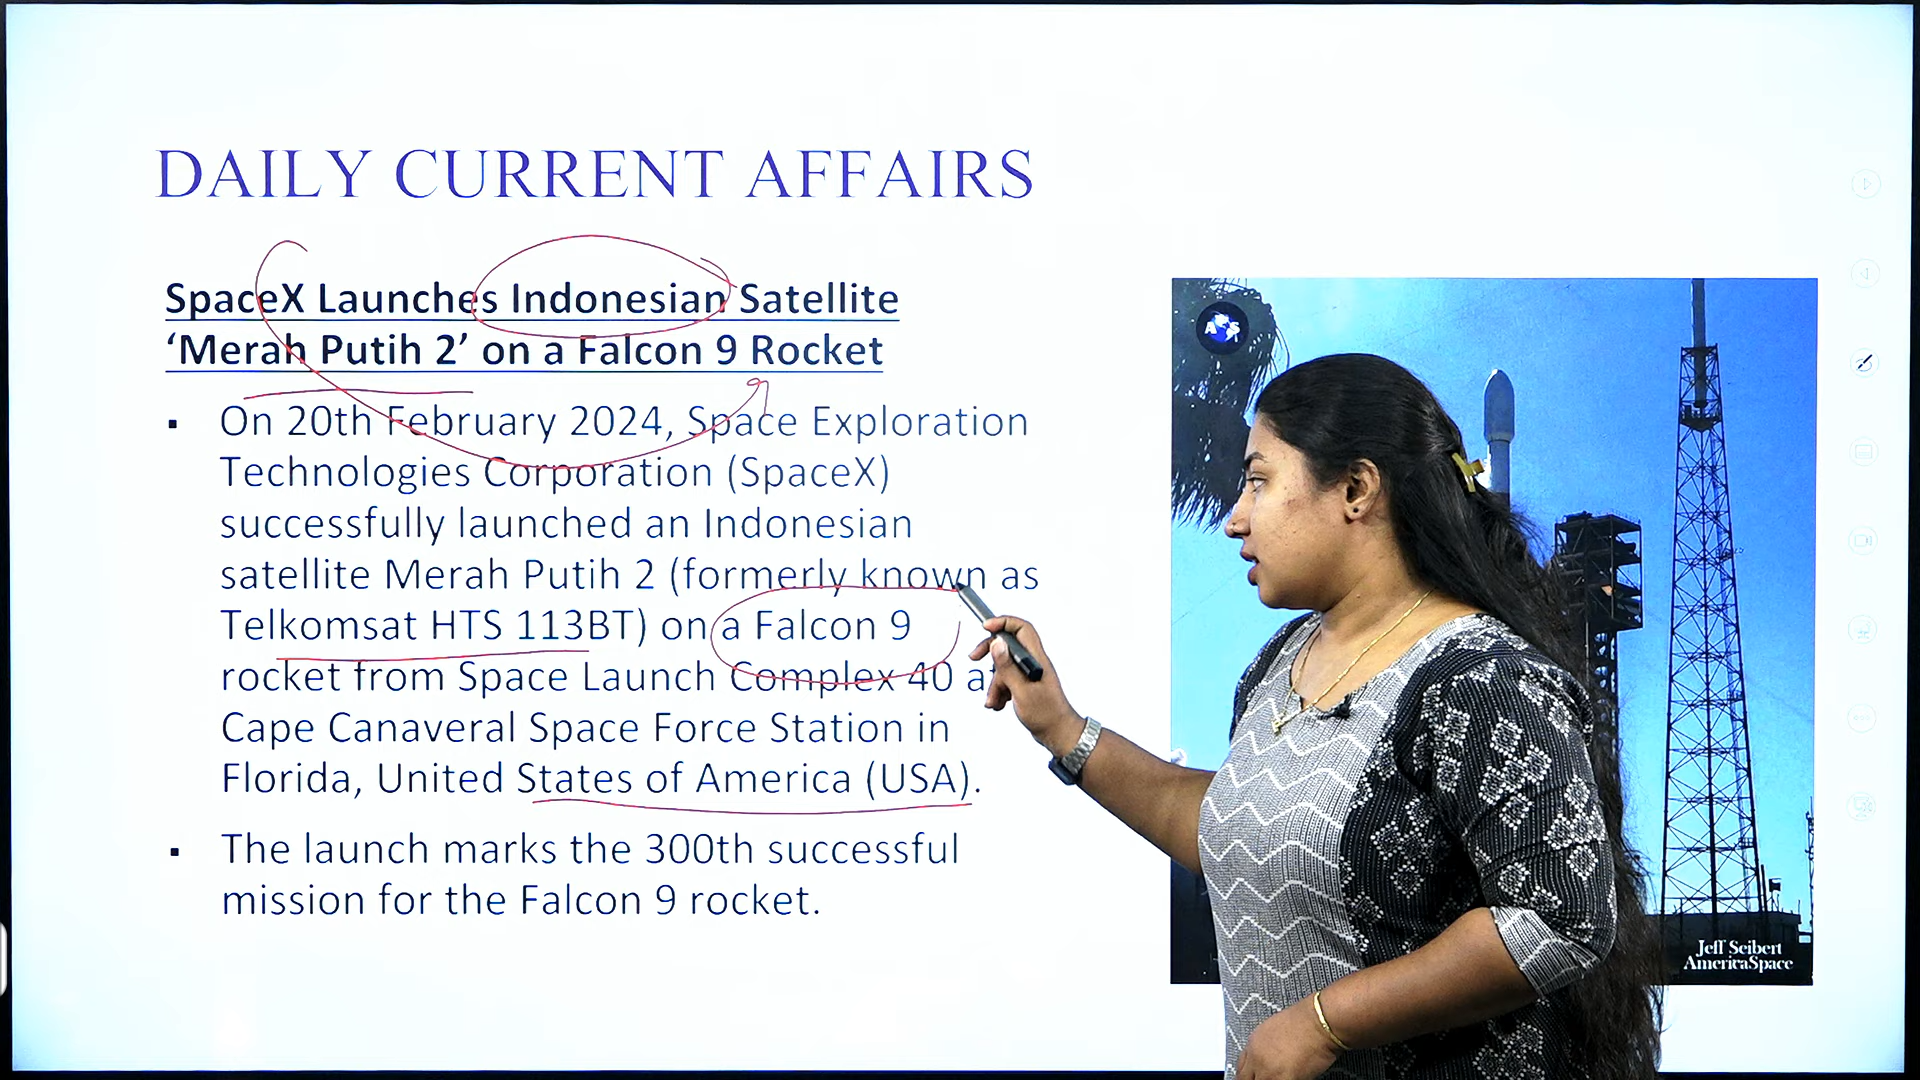 DAILY CURRENT AFFAIRS
SpaceX Launches Indonesian Satellite
‘Merah Putih 2’ on a Falcon 9 Rocket
▪ On 20th February 2024, Space Exploration
Technologies Corporation (SpaceX)
successfully launched an Indonesian
satellite Merah Putih 2 (formerly known as
Telkomsat HTS 113BT) on a Falcon 9
rocket from Space Launch Complex 40 at
Cape Canaveral Space Force Station in
Florida, United States of America (USA).
▪ The launch marks the 300th successful
mission for the Falcon 9 rocket.
A S
Jeff Seibert
AmericaSpace